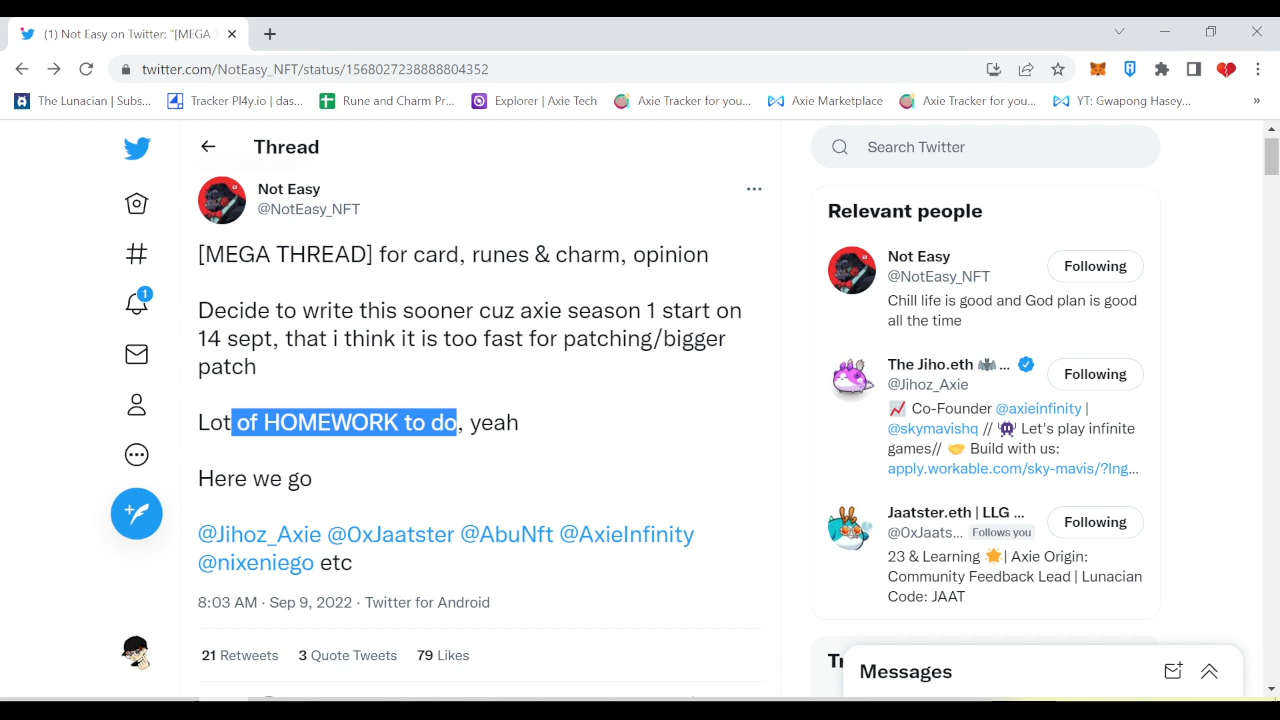 (1) Not Easy on Twitter: "[MEGA T
twitter.com/NotEasy_NFT/status/1568027238888804352
The Lunacian | Subs...
Tracker Pl4y.io | das...
Rune and Charm Pr...
Explorer | Axie Tech
Axie Tracker for you...
Axie Marketplace
Axie Tracker for you...
YT: Gwapong Hasey...
»
Thread
Not Easy
@NotEasy_NFT
[MEGA THREAD] for card, runes & charm, opinion
Decide to write this sooner cuz axie season 1 start on
14 sept, that i think it is too fast for patching/bigger
patch
Lot of HOMEWORK to do, yeah
Here we go
@Jihoz_Axie @0xJaatster @AbuNft @AxieInfinity
@nixeniego etc
8:03 AM · Sep 9, 2022 · Twitter for Android
21 Retweets 3 Quote Tweets 79 Likes
1
Search Twitter
Relevant people
Not Easy
@NotEasy_NFT
Following
Chill life is good and God plan is good
all the time
The Jiho.eth 🦇 ...
@Jihoz_Axie
Following
📈 Co-Founder @axieinfinity |
@skymavishq // 👾 Let's play infinite
games// 🤝 Build with us:
apply.workable.com/sky-mavis/?lng...
Jaatster.eth | LLG ...
@0xJaats... Follows you
Following
23 & Learning 🌟| Axie Origin:
Community Feedback Lead | Lunacian
Code: JAAT
Messages